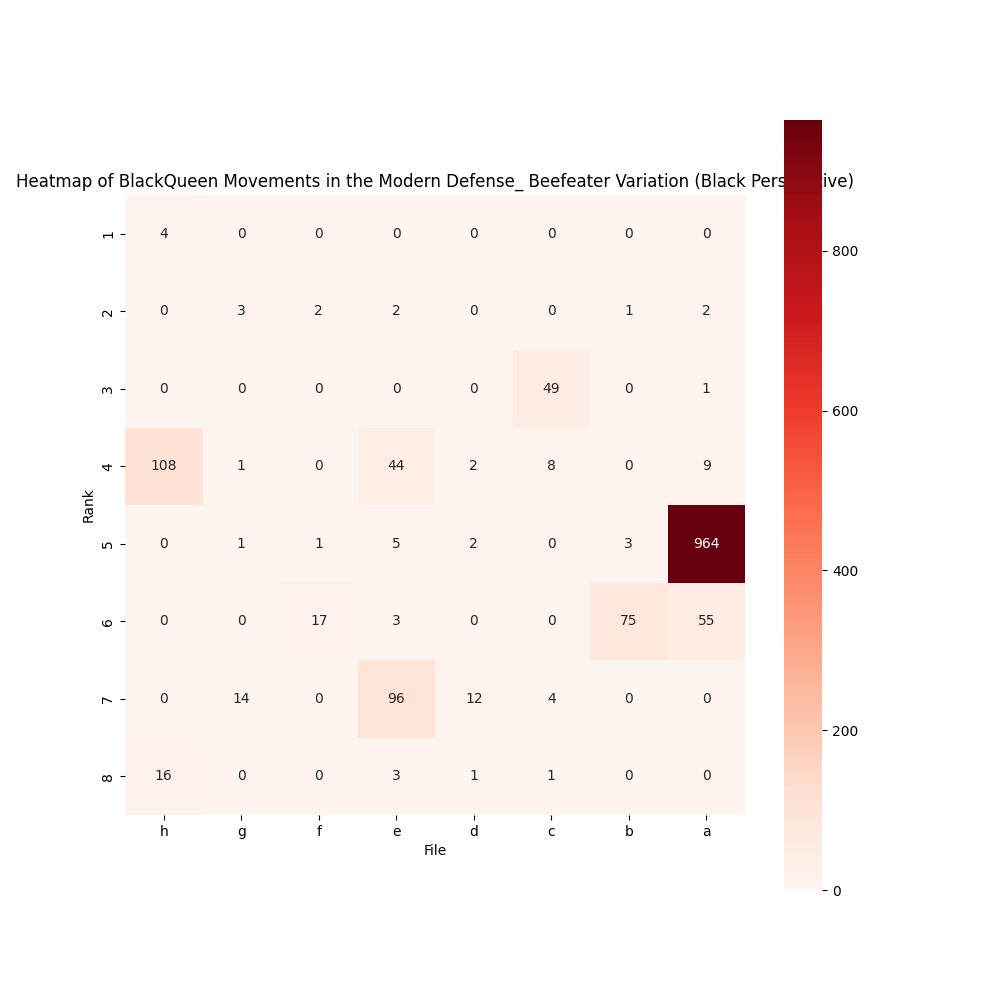 Heatmap of BlackQueen Movements in the Modern Defense_ Beefeater Variation (Black Pers ive)
1 4 0 0 0 0 0 0 0
2 0 3 2 2 0 0 1 2
3 0 0 0 0 0 49 0 1
4 108 1 0 44 2 8 0 9
5 0 1 1 5 2 0 3 964
6 0 0 17 3 0 0 75 55
7 0 14 0 96 12 4 0 0
8 16 0 0 3 1 1 0 0
h g f e d c b a
File
Rank
800
600
400
200
0